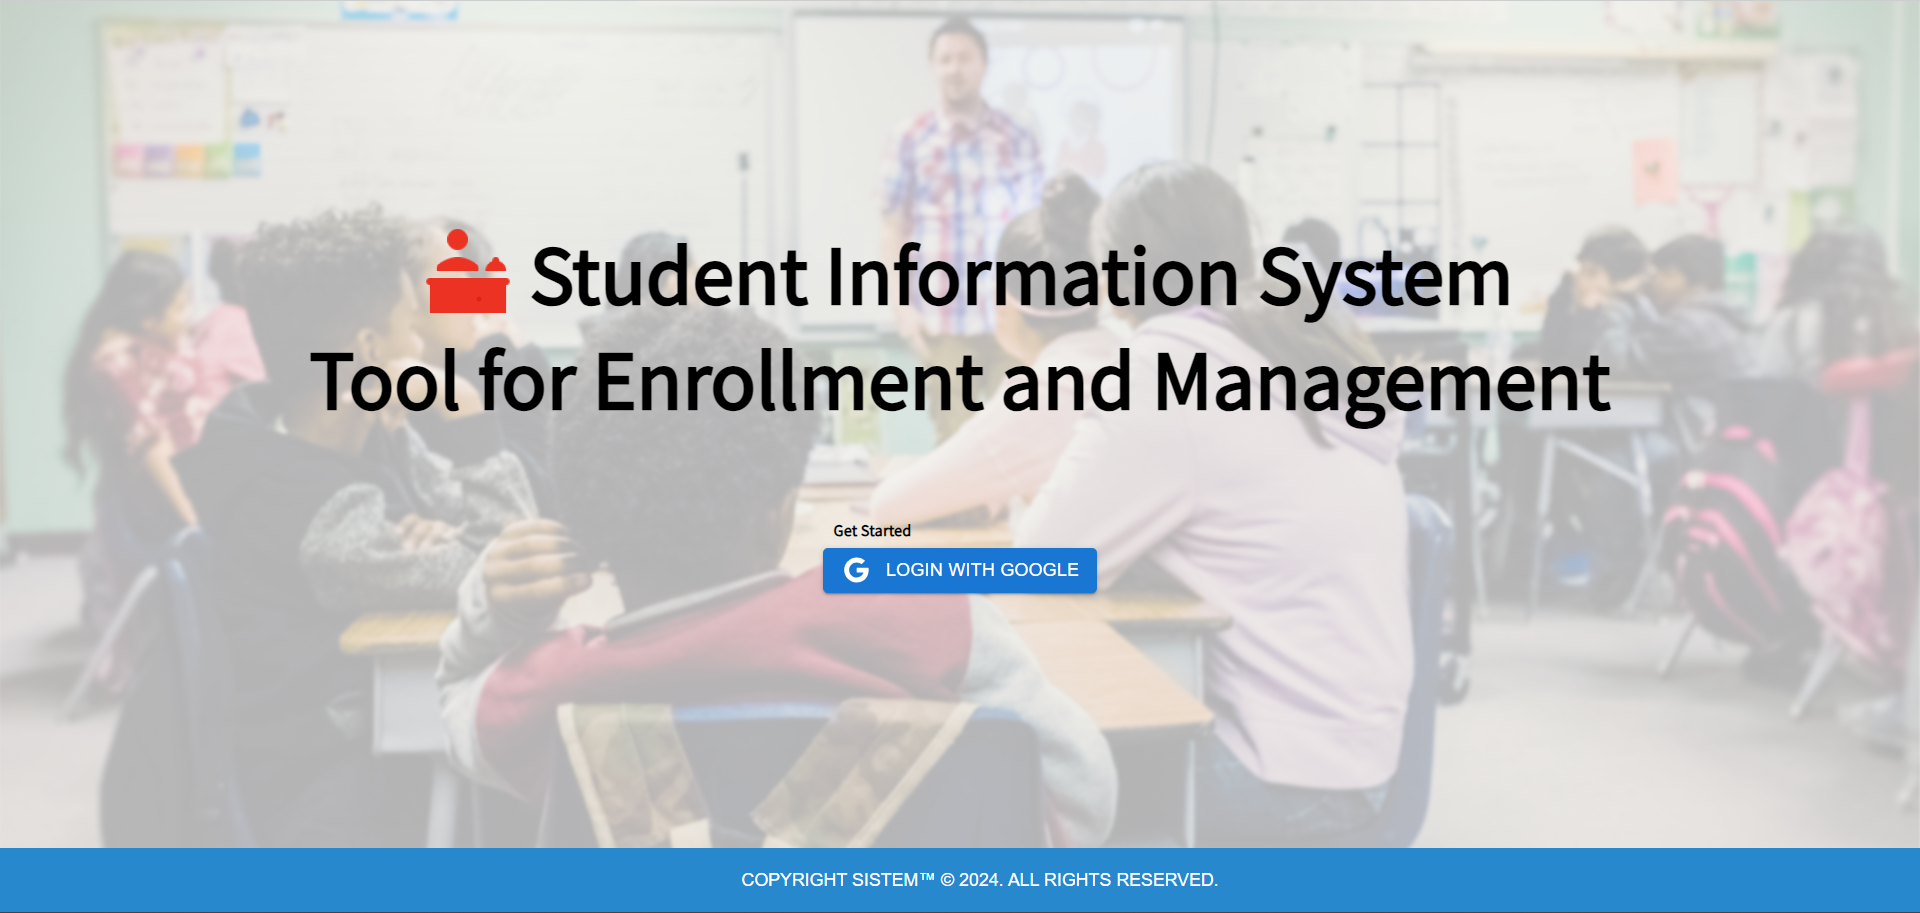 Student Information System
Tool for Enrollment and Management
Get Started
LOGIN WITH GOOGLE
COPYRIGHT SISTEM™ © 2024. ALL RIGHTS RESERVED.